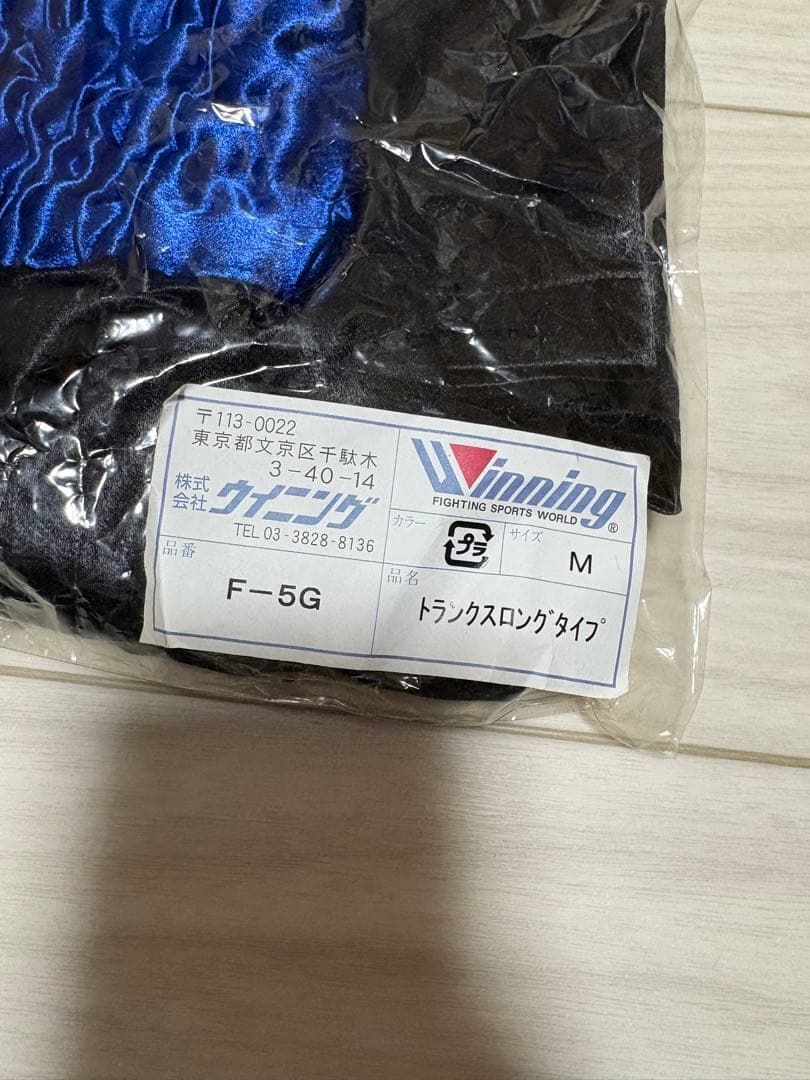 〒113-0022
東京都文京区千駄木
3-40-14
株式
会社 ウイニング
TEL 03-3828-8136
Winning®
FIGHTING SPORTS WORLD
カラー
プラ
サイズ
M
品番
F-5G
品名
トランクスロングタイプ